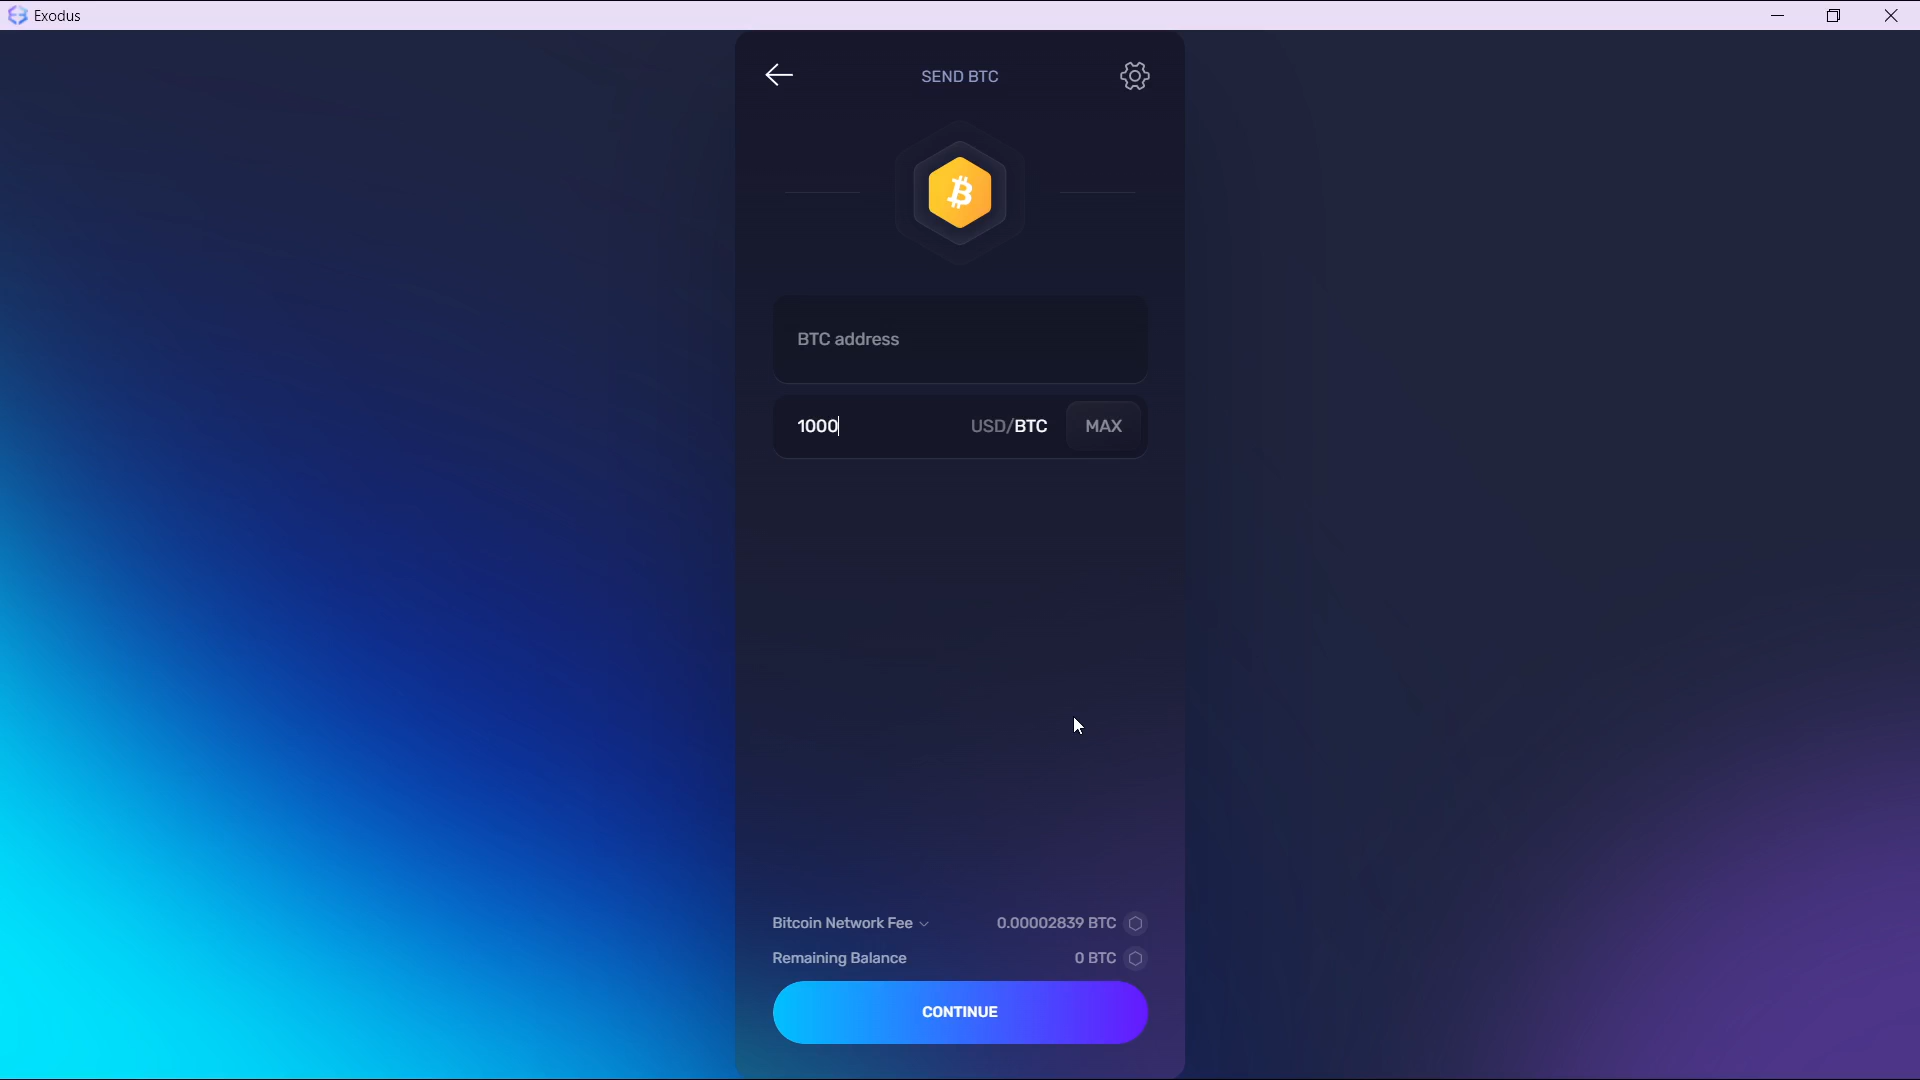 Exodus
SEND BTC
BTC address
1000 USD/BTC MAX
Bitcoin Network Fee 0.00002839 BTC
Remaining Balance 0 BTC
CONTINUE